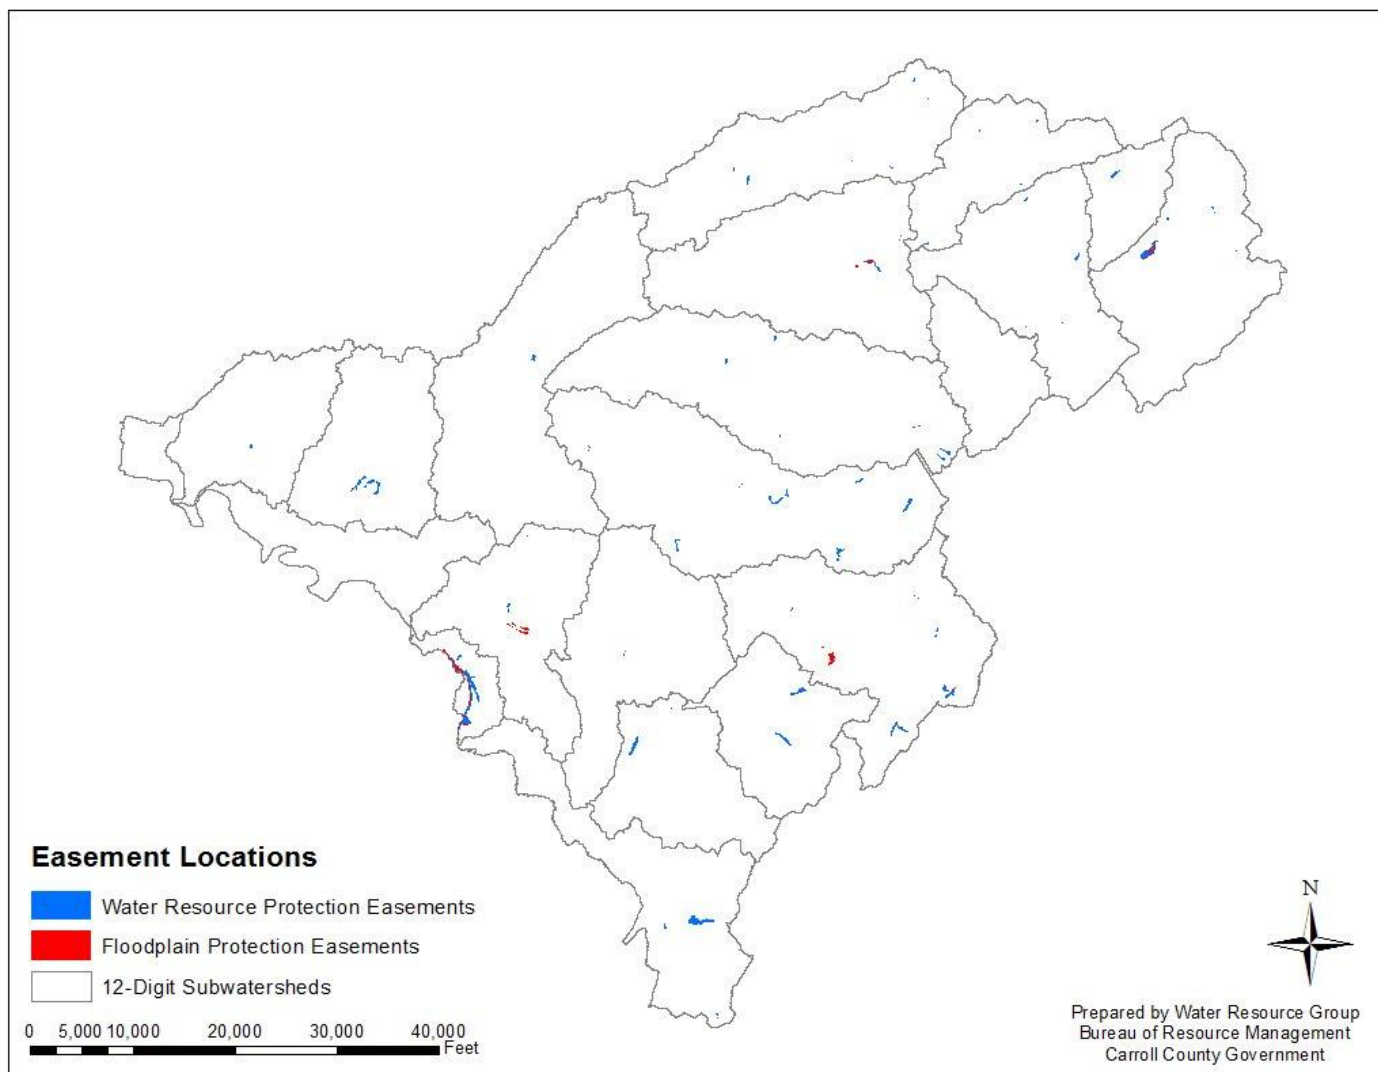 Easement Locations
Water Resource Protection Easements
Floodplain Protection Easements
12-Digit Subwatersheds
0 5,000 10,000 20,000 30,000 40,000
Feet
N
Prepared by Water Resource Group
Bureau of Resource Management
Carroll County Government